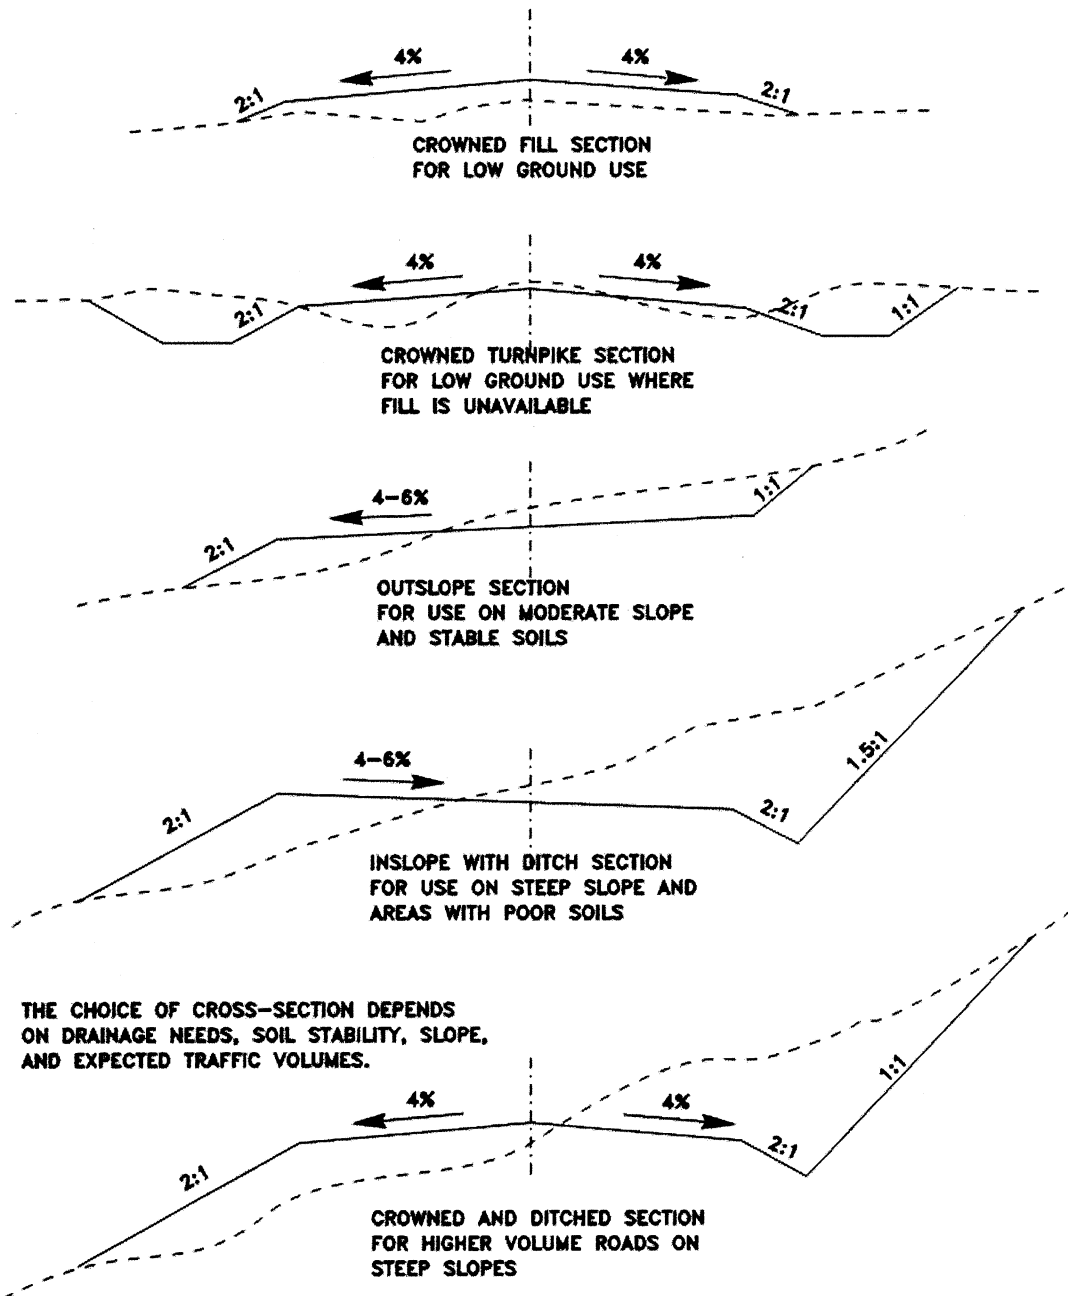 4%
4%
2:1
2:1
CROWNED FILL SECTION
FOR LOW GROUND USE
4%
4%
2:1
2:1
1:1
CROWNED TURNPIKE SECTION
FOR LOW GROUND USE WHERE
FILL IS UNAVAILABLE
4-6%
1:1
2:1
OUTSLOPE SECTION
FOR USE ON MODERATE SLOPE
AND STABLE SOILS
4-6%
1.5:1
2:1
2:1
INSLOPE WITH DITCH SECTION
FOR USE ON STEEP SLOPE AND
AREAS WITH POOR SOILS
THE CHOICE OF CROSS-SECTION DEPENDS
ON DRAINAGE NEEDS, SOIL STABILITY, SLOPE,
AND EXPECTED TRAFFIC VOLUMES.
1:1
4%
4%
2:1
2:1
CROWNED AND DITCHED SECTION
FOR HIGHER VOLUME ROADS ON
STEEP SLOPES